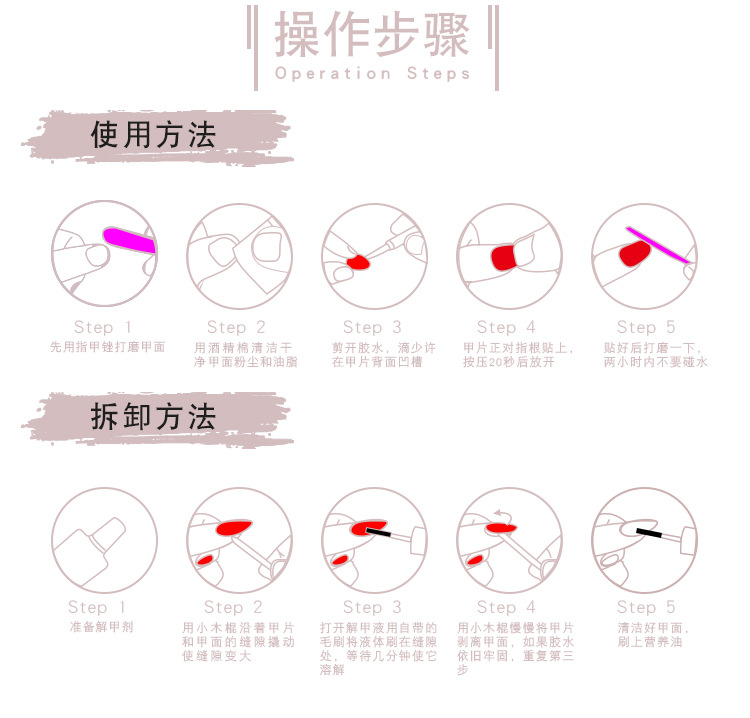 操作步骤
Operation Steps
使用方法
Step 1
先用指甲锉打磨甲面
Step 2
用酒精棉清洁干
净甲面粉尘和油脂
Step 3
剪开胶水，滴少许
在甲片背面凹槽
Step 4
甲片正对指根贴上，
按压20秒后放开
Step 5
贴好后打磨一下，
两小时内不要碰水
拆卸方法
Step 1
准备解甲剂
Step 2
用小木棍沿着甲片
和甲面的缝隙撬动
使缝隙变大
Step 3
打开解甲液用自带的
毛刷将液体刷在缝隙
处，等待几分钟使它
溶解
Step 4
用小木棍慢慢将甲片
剥离甲面，如果胶水
依旧牢固，重复第三
步
Step 5
清洁好甲面，
刷上营养油